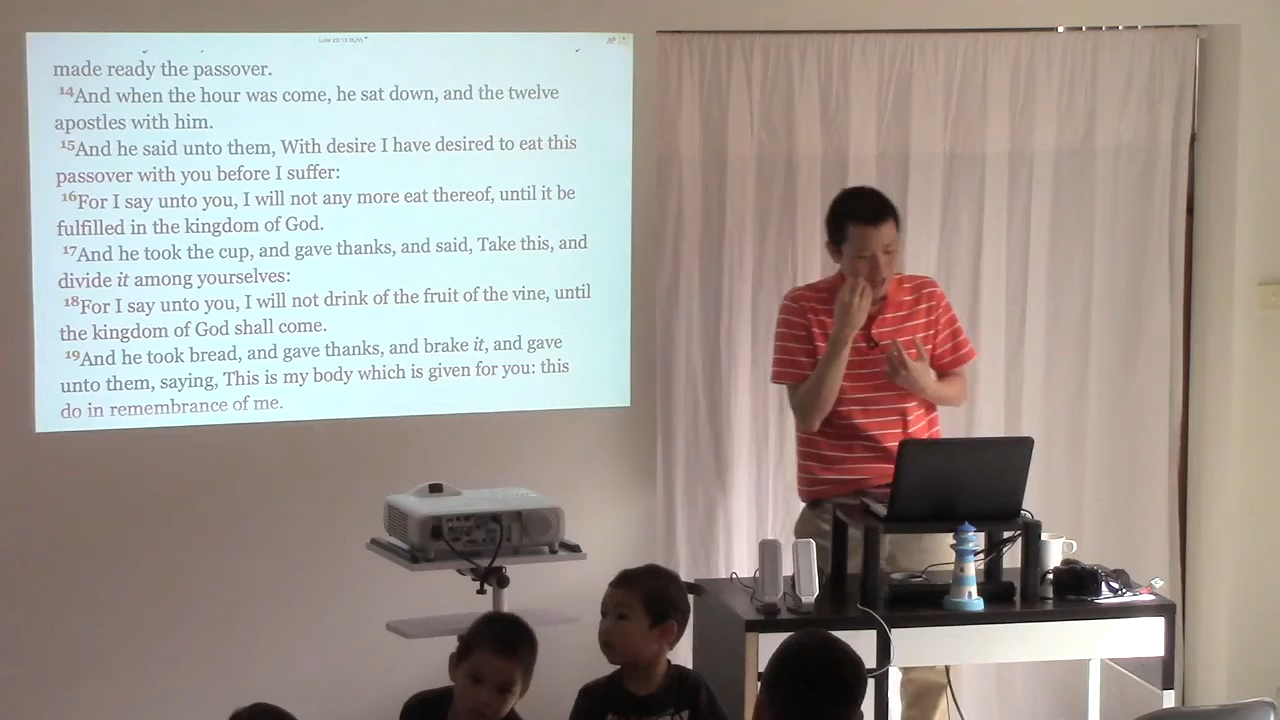 made ready the passover.
14And when the hour was come, he sat down, and the twelve
apostles with him.
15And he said unto them, With desire I have desired to eat this
passover with you before I suffer:
16For I say unto you, I will not any more eat thereof, until it be
fulfilled in the kingdom of God.
17And he took the cup, and gave thanks, and said, Take this, and
divide it among yourselves:
18For I say unto you, I will not drink of the fruit of the vine, until
the kingdom of God shall come.
19And he took bread, and gave thanks, and brake it, and gave
unto them, saying, This is my body which is given for you: this
do in remembrance of me.